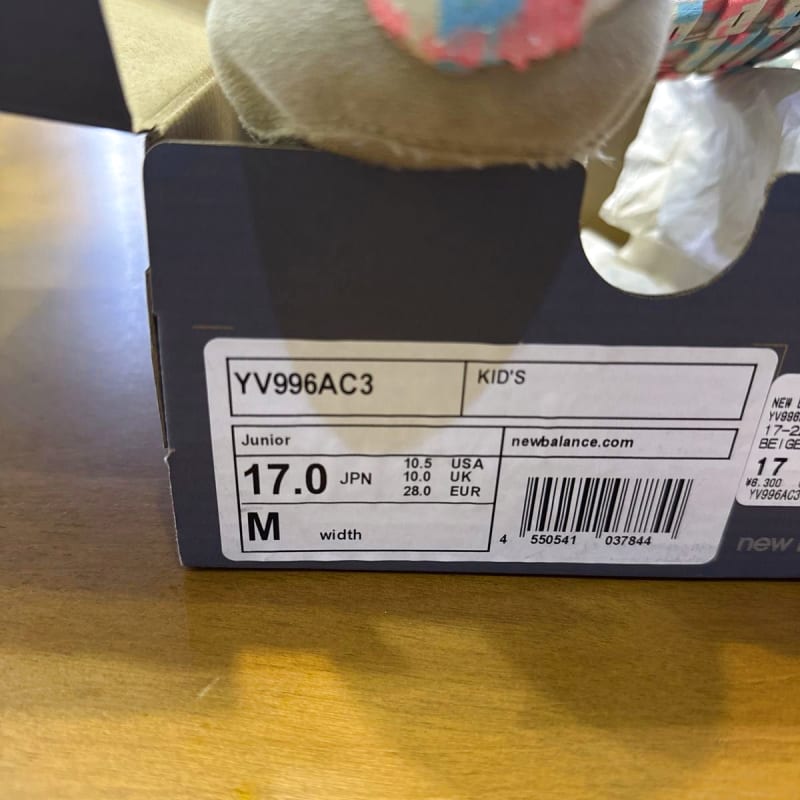 YV996AC3
KID'S
Junior
newbalance.com
17.0 JPN
10.5 USA
10.0 UK
28.0 EUR
M width
4 550541 037844
NEW
YV996
17-2
BEIGE
17
¥6,300
YV996AC3
new